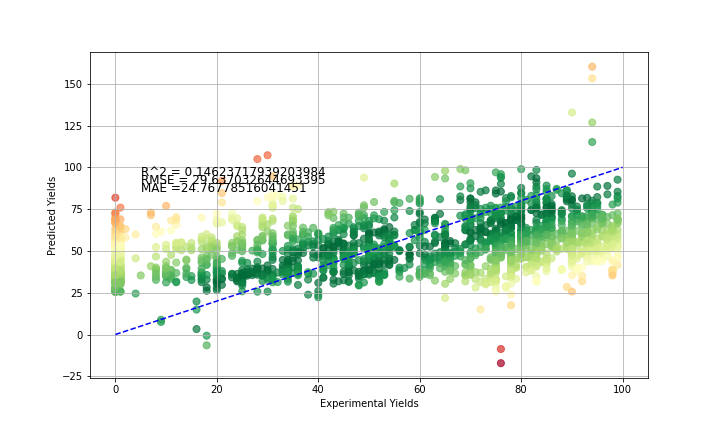 150
125
100
R^2 = 0.14623717939203984
RMSE = 29.637032644693395
MAE =24.76778516041451
75
50
25
0
−25
Predicted Yields
0 20 40 60 80 100
Experimental Yields